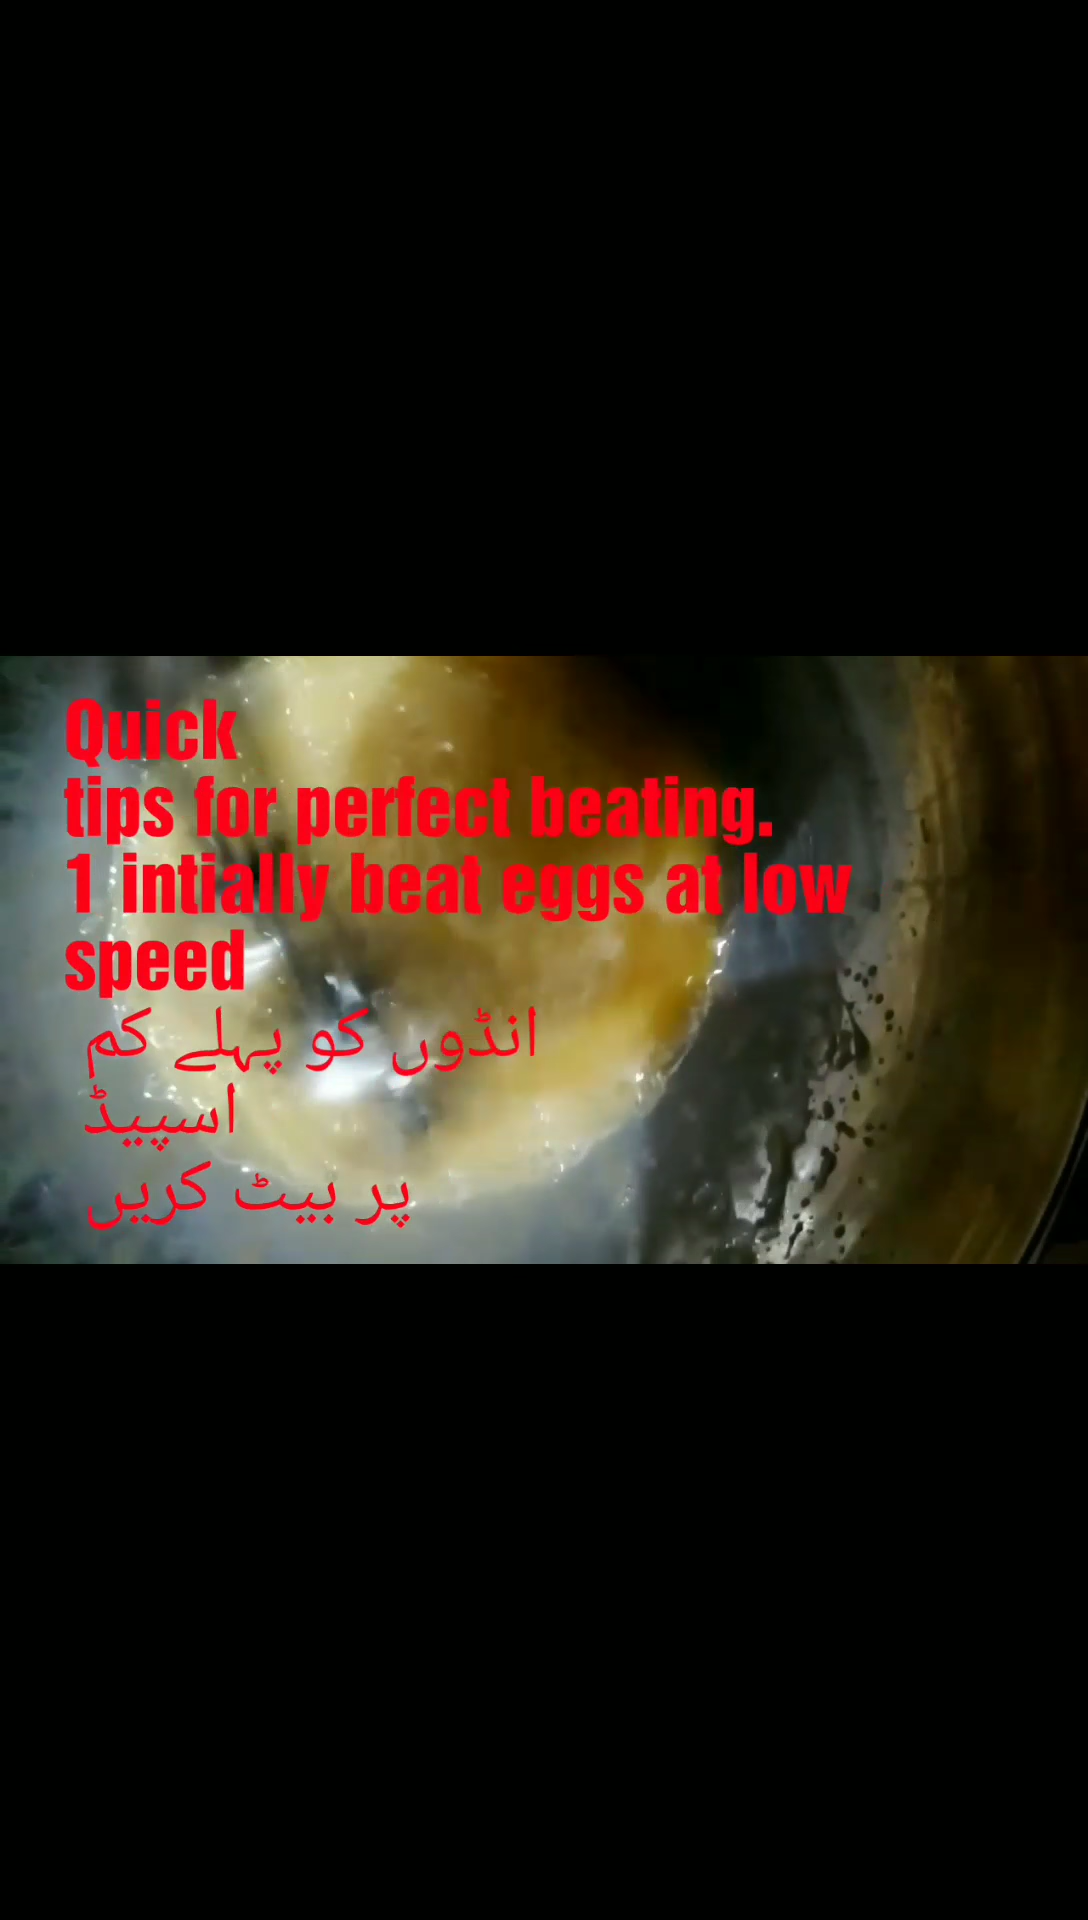 Quick
tips for perfect beating.
1 intially beat eggs at low
speed
انڈوں کو پہلے کم
اسپیڈ
پر بیٹ کریں